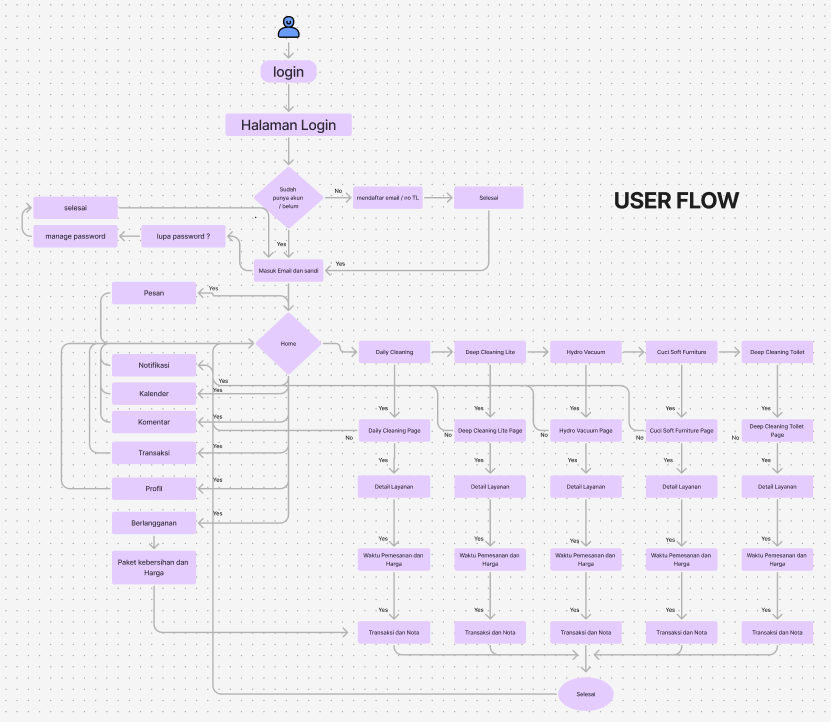 login
Halaman Login
Sudah
punya akun
/ belum
No
mendaftar email / no TL
Selesai
USER FLOW
selesai
manage password
lupa password ?
Yes
Masuk Email dan sandi
Yes
Pesan
Yes
Home
Daily Cleaning
Deep Cleaning Lite
Hydro Vacuum
Cuci Soft Furniture
Deep Cleaning Toilet
Notifikasi
Yes
Kalender
Yes
Komentar
Yes
Transaksi
Yes
Profil
Yes
Berlangganan
Yes
Paket kebersihan dan
Harga
Yes
Yes
Yes
Yes
Yes
Daily Cleaning Page
Deep Cleaning Lite Page
Hydro Vacuum Page
Cuci Soft Furniture Page
Deep Cleaning Toilet
Page
No
No
No
No
No
Yes
Yes
Yes
Yes
Yes
Detail Layanan
Detail Layanan
Detail Layanan
Detail Layanan
Detail Layanan
Yes
Yes
Yes
Yes
Yes
Waktu Pemesanan dan
Harga
Waktu Pemesanan dan
Harga
Waktu Pemesanan dan
Harga
Waktu Pemesanan dan
Harga
Waktu Pemesanan dan
Harga
Yes
Yes
Yes
Yes
Yes
Transaksi dan Nota
Transaksi dan Nota
Transaksi dan Nota
Transaksi dan Nota
Transaksi dan Nota
Selesai